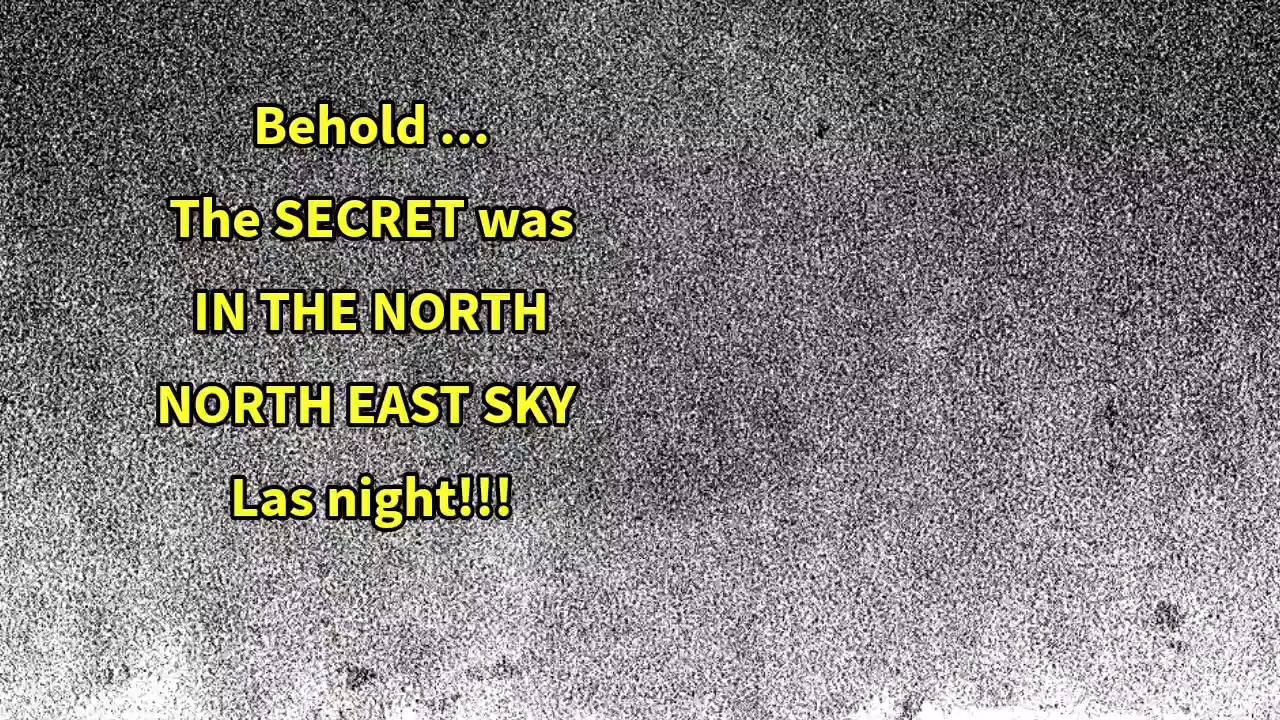 Behold ...
The SECRET was
IN THE NORTH
NORTH EAST SKY
Las night!!!